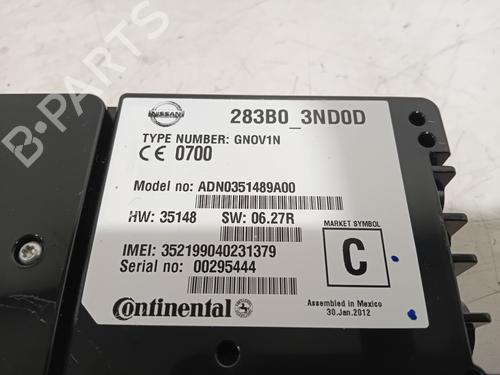 NISSAN
283B0_3ND0D
TYPE NUMBER: GNOV1N
CE 0700
Model no: ADN0351489A00
HW: 35148 SW: 06.27R
MARKET SYMBOL
C
IMEI: 352199040231379
Serial no: 00295444
Continental
Assembled in Mexico
30.Jan.2012